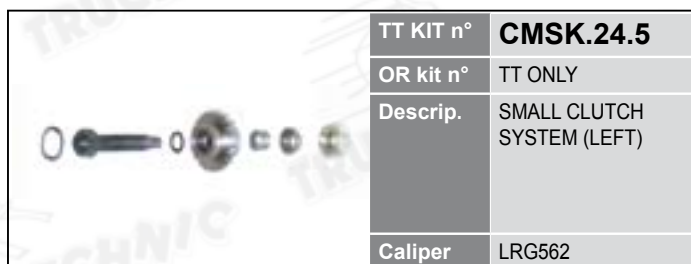 TT KIT n° CMSK.24.5
OR kit n° TT ONLY
Descrip. SMALL CLUTCH
SYSTEM (LEFT)
Caliper LRG562